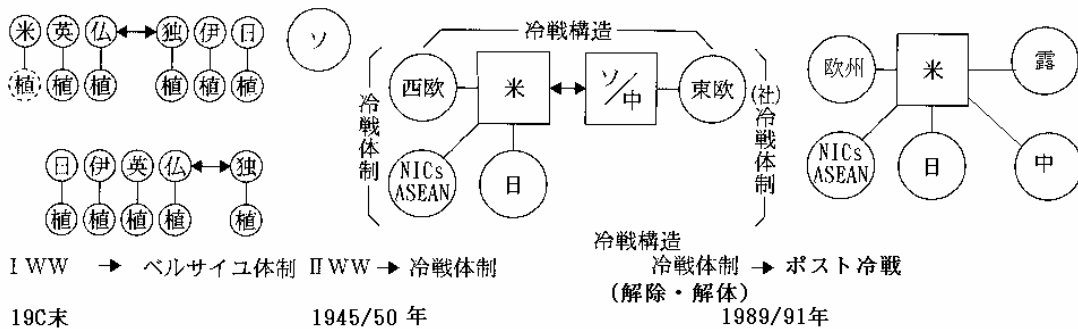 米 英 仏 独 伊 日
植 植 植 植 植 植
日 伊 英 仏 独
植 植 植 植 植
ソ
冷戦構造
冷戦体制
西欧 米 ソ/中 東欧
NICs
ASEAN
日
(社)冷戦体制
欧州 米 露
NICs
ASEAN
日 中
冷戦構造
I WW → ベルサイユ体制 II WW → 冷戦体制 冷戦体制 → ポスト冷戦
(解除・解体)
19C末 1945/50 年 1989/91年